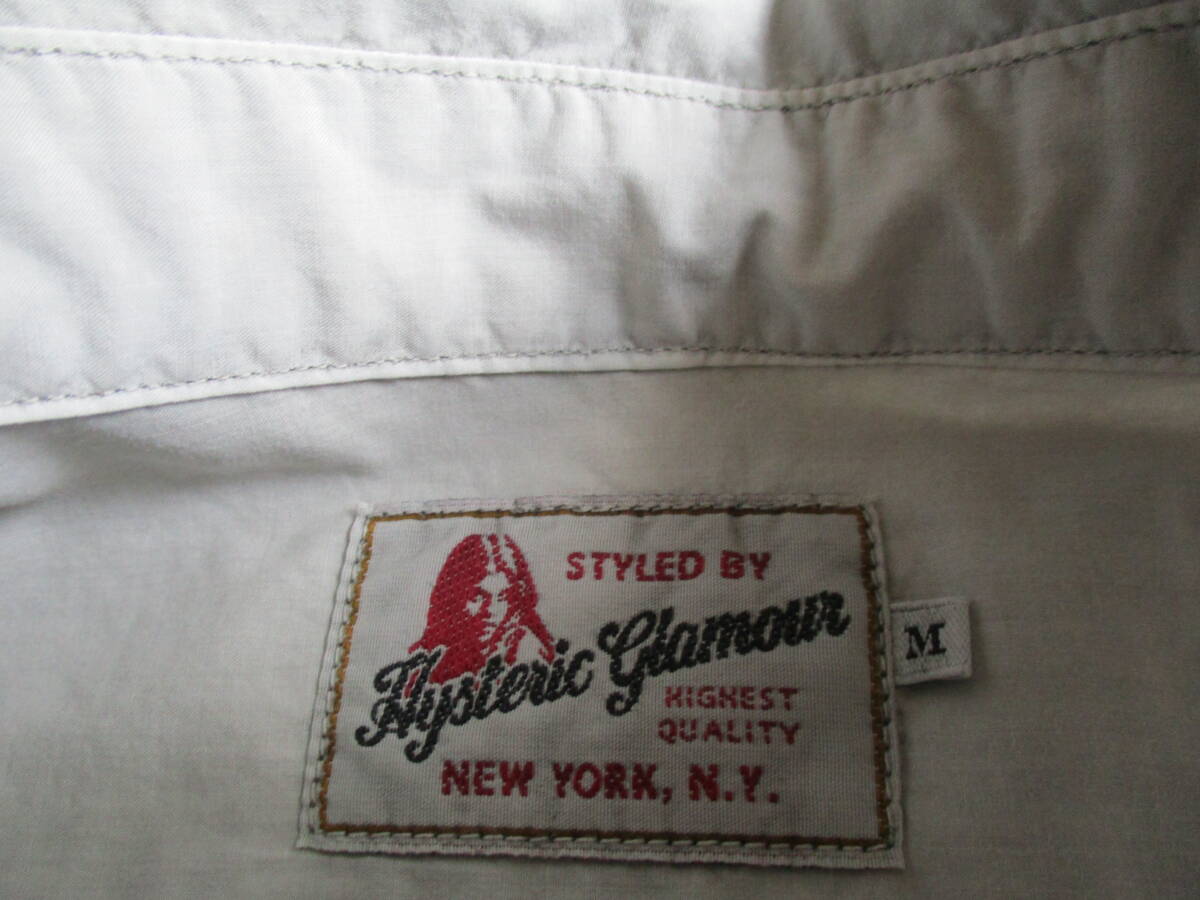 STYLED BY
Hysteric Glamour
HIGHEST
QUALITY
NEW YORK, N.Y.
M